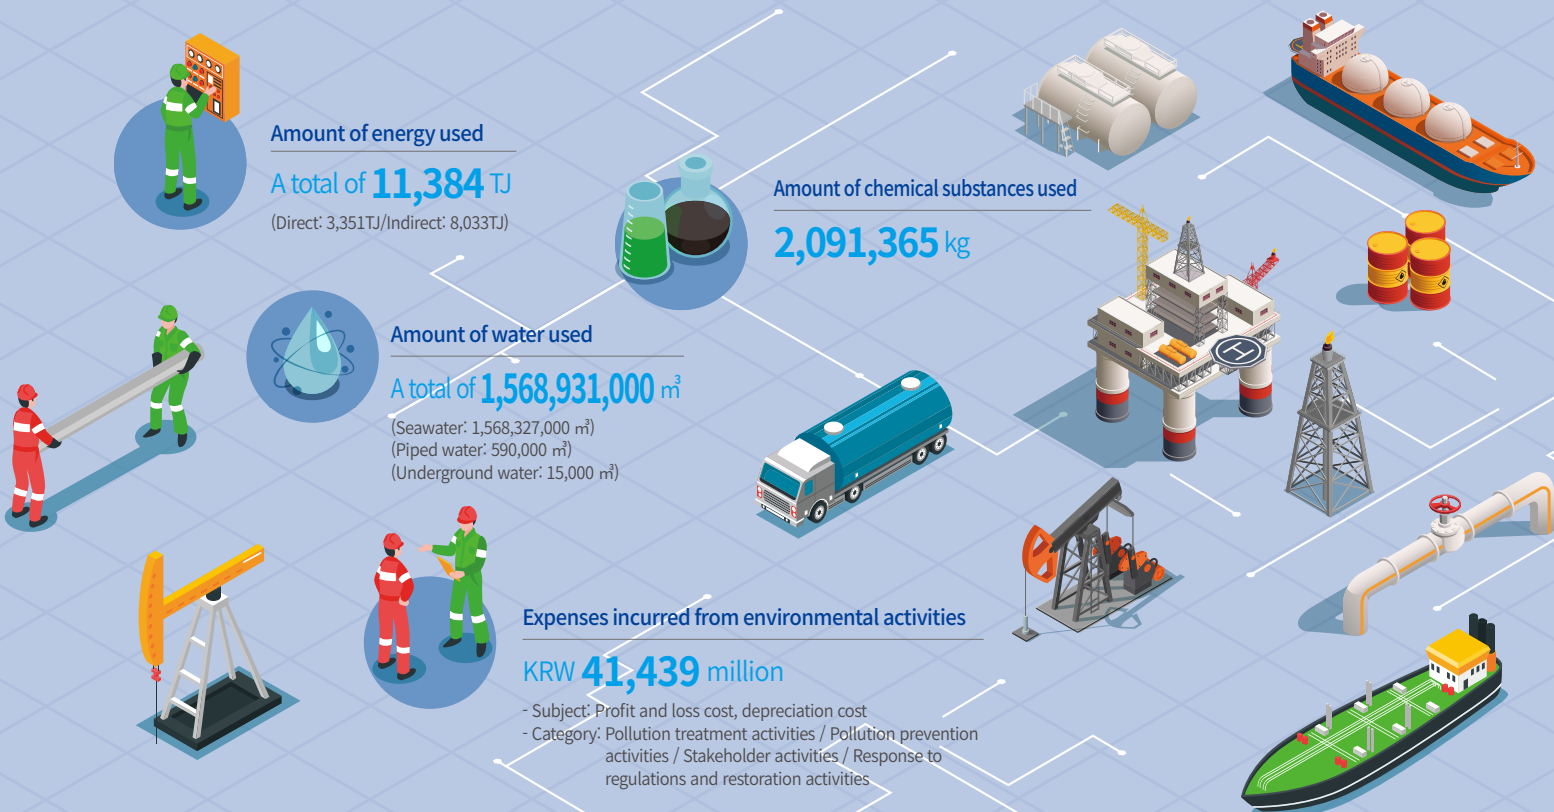 Amount of energy used
A total of 11,384 TJ
(Direct: 3,351TJ/Indirect: 8,033TJ)
Amount of chemical substances used
2,091,365 kg
Amount of water used
A total of 1,568,931,000 ㎥
(Seawater: 1,568,327,000 ㎥)
(Piped water: 590,000 ㎥)
(Underground water: 15,000 ㎥)
H
Expenses incurred from environmental activities
KRW 41,439 million
- Subject: Profit and loss cost, depreciation cost
- Category: Pollution treatment activities / Pollution prevention
activities / Stakeholder activities / Response to
regulations and restoration activities